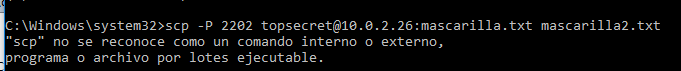 C:\Windows\system32>scp -P 2202 topsecret@10.0.2.26:mascarilla.txt mascarilla2.txt
"scp" no se reconoce como un comando interno o externo,
programa o archivo por lotes ejecutable.